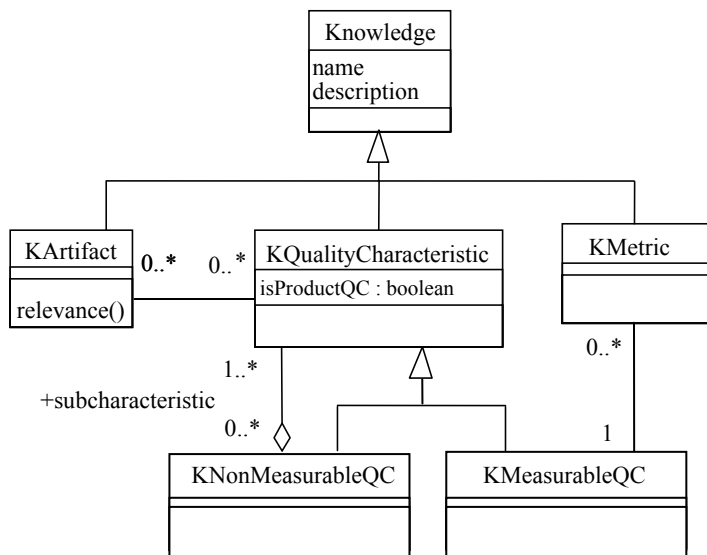 Knowledge
name
description
KArtifact
relevance()
0..*
0..*
KQualityCharacteristic
isProductQC : boolean
KMetric
1..*
+subcharacteristic
0..*
0..*
1
KNonMeasurableQC
KMeasurableQC